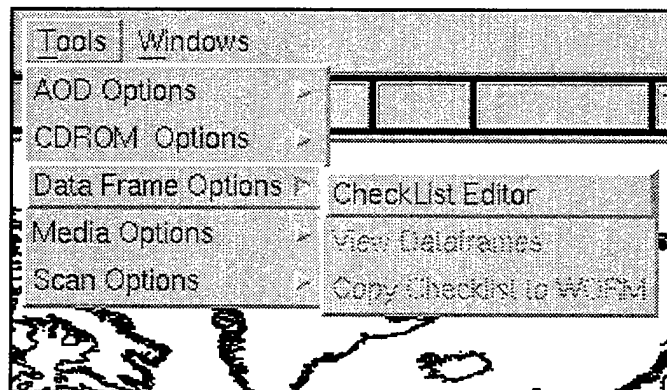 Tools Windows
AOD Options
CDROM Options
Data Frame Options
Media Options
Scan Options
CheckList Editor
View Dataframes
Copy Checklist to WORM